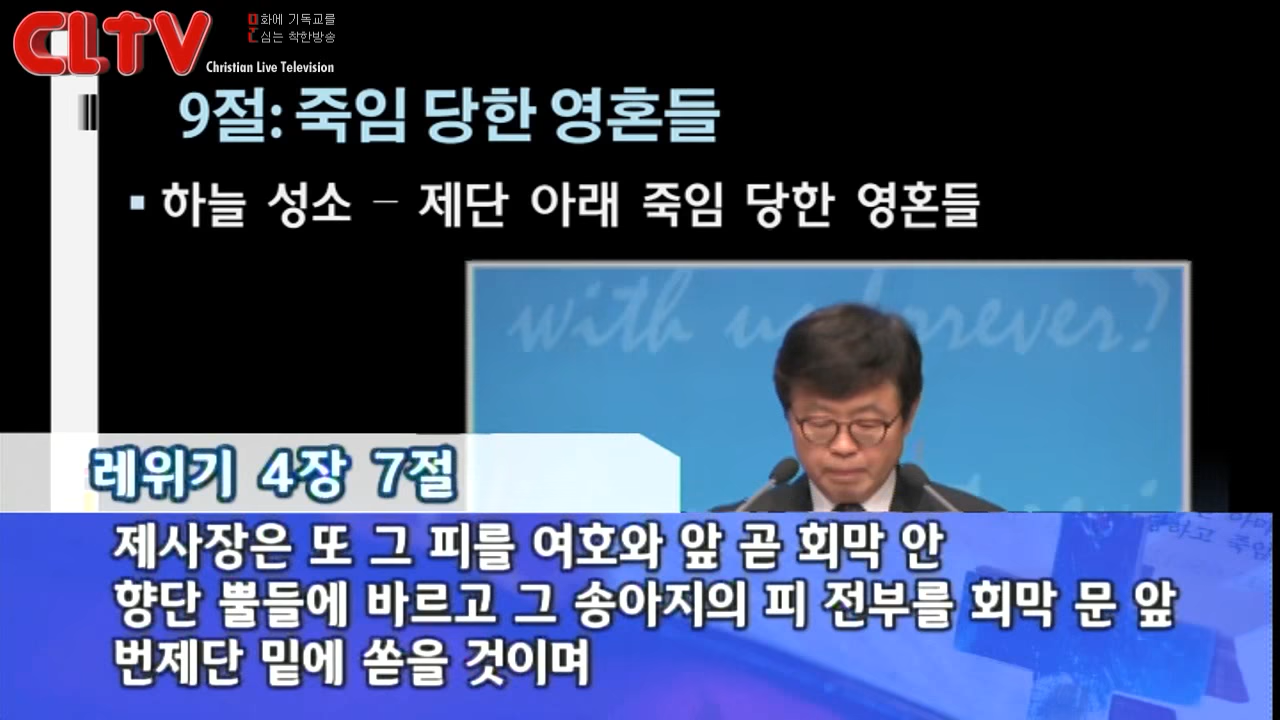 CLTV
문화에 기독교를
심는 착한방송
Christian Live Television
9절: 죽임 당한 영혼들
▪ 하늘 성소 – 제단 아래 죽임 당한 영혼들
with us forever?
레위기 4장 7절
제사장은 또 그 피를 여호와 앞 곧 회막 안
향단 뿔들에 바르고 그 송아지의 피 전부를 회막 문 앞
번제단 밑에 쏟을 것이며